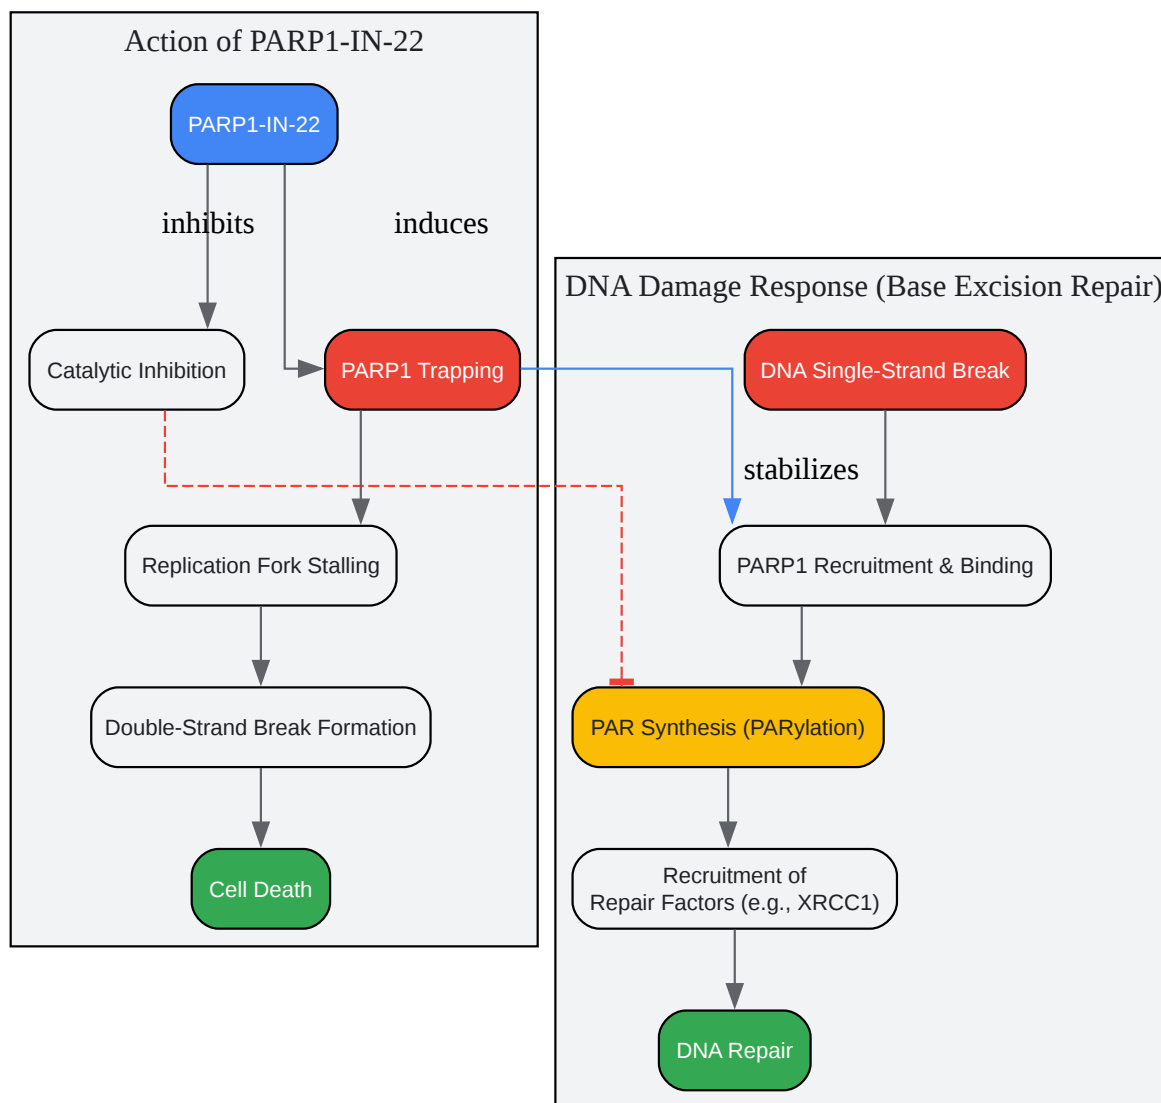 Action of PARP1-IN-22
PARP1-IN-22
inhibits
induces
Catalytic Inhibition
PARP1 Trapping
Replication Fork Stalling
Double-Strand Break Formation
Cell Death
DNA Damage Response (Base Excision Repair)
DNA Single-Strand Break
stabilizes
PARP1 Recruitment & Binding
PAR Synthesis (PARylation)
Recruitment of
Repair Factors (e.g., XRCC1)
DNA Repair